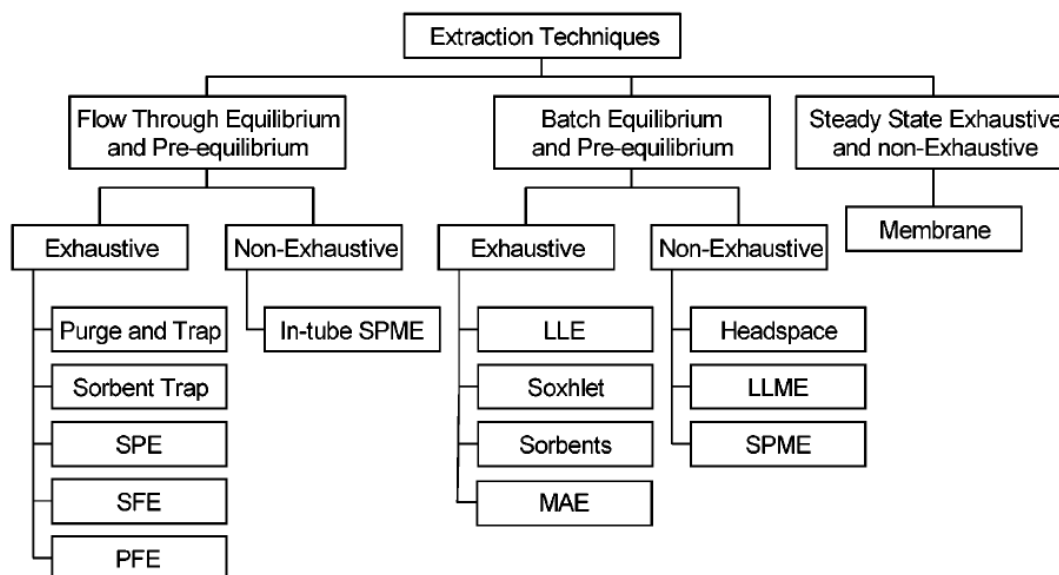 Extraction Techniques
Flow Through Equilibrium
and Pre-equilibrium
Batch Equilibrium
and Pre-equilibrium
Steady State Exhaustive
and non-Exhaustive
Exhaustive
Non-Exhaustive
Exhaustive
Non-Exhaustive
Membrane
Purge and Trap
Sorbent Trap
SPE
SFE
PFE
In-tube SPME
LLE
Soxhlet
Sorbents
MAE
Headspace
LLME
SPME